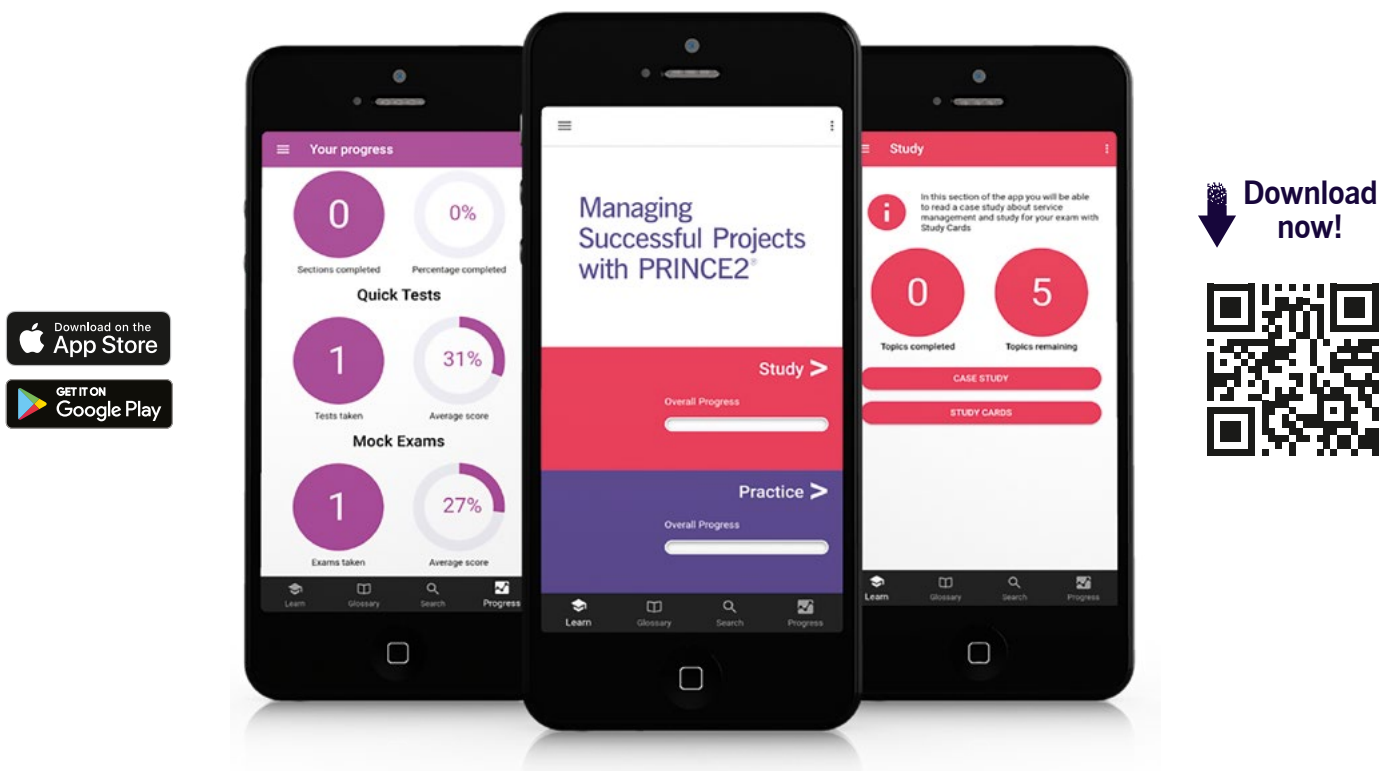 Download on the
App Store
GET IT ON
Google Play
Your progress
0
0%
Sections completed
Percentage completed
Quick Tests
1
31%
Tests taken
Average score
Mock Exams
1
27%
Exams taken
Average score
Learn
Glossary
Search
Progress
Managing
Successful Projects
with PRINCE2®
Study >
Overall Progress
Practice >
Overall Progress
Learn
Glossary
Search
Progress
Study
i
In this section of the app you will be able
to read a case study about service
management and study for your exam with
Study Cards
0
5
Topics completed
Topics remaining
CASE STUDY
STUDY CARDS
Learn
Glossary
Search
Progress
Download
now!